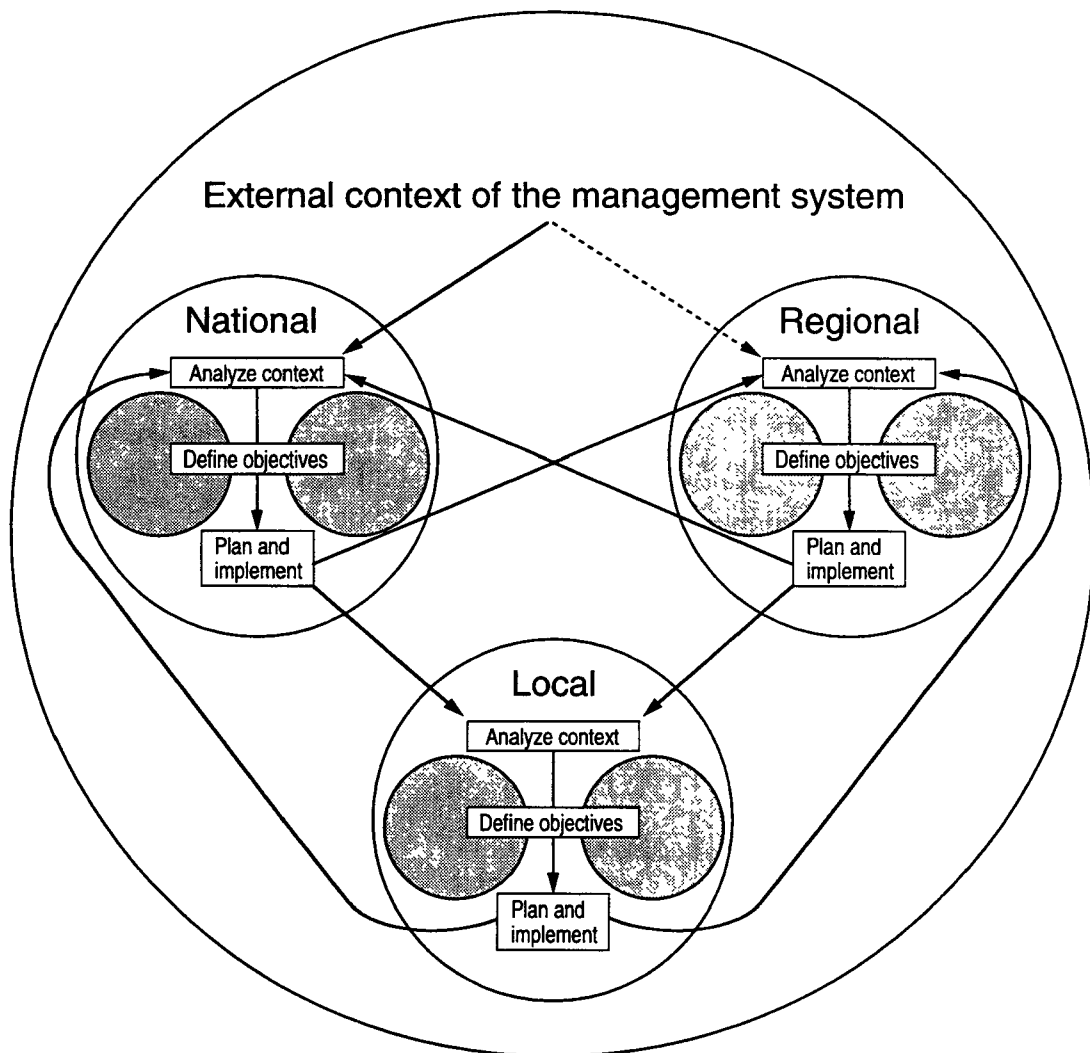 External context of the management system
National
Analyze context
Define objectives
Plan and
implement
Regional
Analyze context
Define objectives
Plan and
implement
Local
Analyze context
Define objectives
Plan and
implement